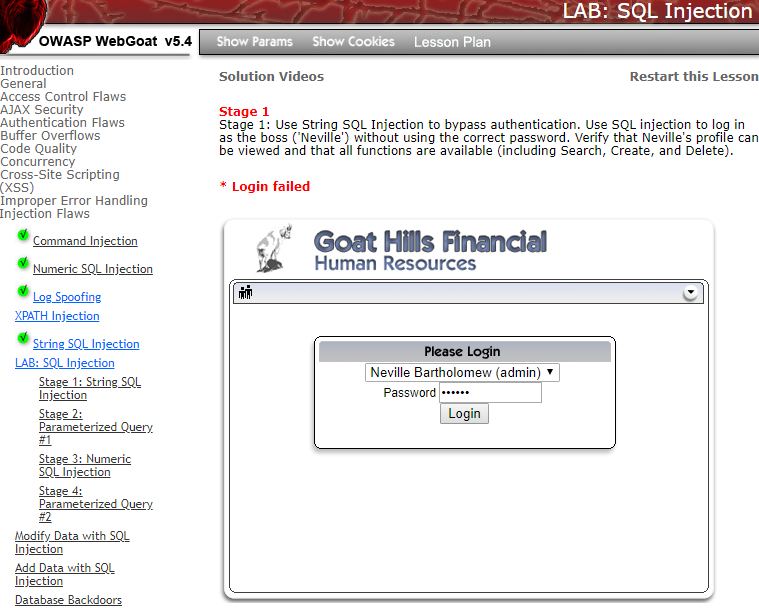 LAB: SQL Injection
OWASP WebGoat v5.4
Show Params Show Cookies Lesson Plan
Introduction
General
Access Control Flaws
AJAX Security
Authentication Flaws
Buffer Overflows
Code Quality
Concurrency
Cross-Site Scripting
(XSS)
Improper Error Handling
Injection Flaws
Command Injection
Numeric SQL Injection
Log Spoofing
XPATH Injection
String SQL Injection
LAB: SQL Injection
Stage 1: String SQL
Injection
Stage 2:
Parameterized Query
#1
Stage 3: Numeric
SQL Injection
Stage 4:
Parameterized Query
#2
Modify Data with SQL
Injection
Add Data with SQL
Injection
Database Backdoors
Solution Videos Restart this Lesson
Stage 1
Stage 1: Use String SQL Injection to bypass authentication. Use SQL injection to log in
as the boss ('Neville') without using the correct password. Verify that Neville's profile can
be viewed and that all functions are available (including Search, Create, and Delete).
* Login failed
Goat Hills Financial
Human Resources
Please Login
Neville Bartholomew (admin)
Password ••••••
Login